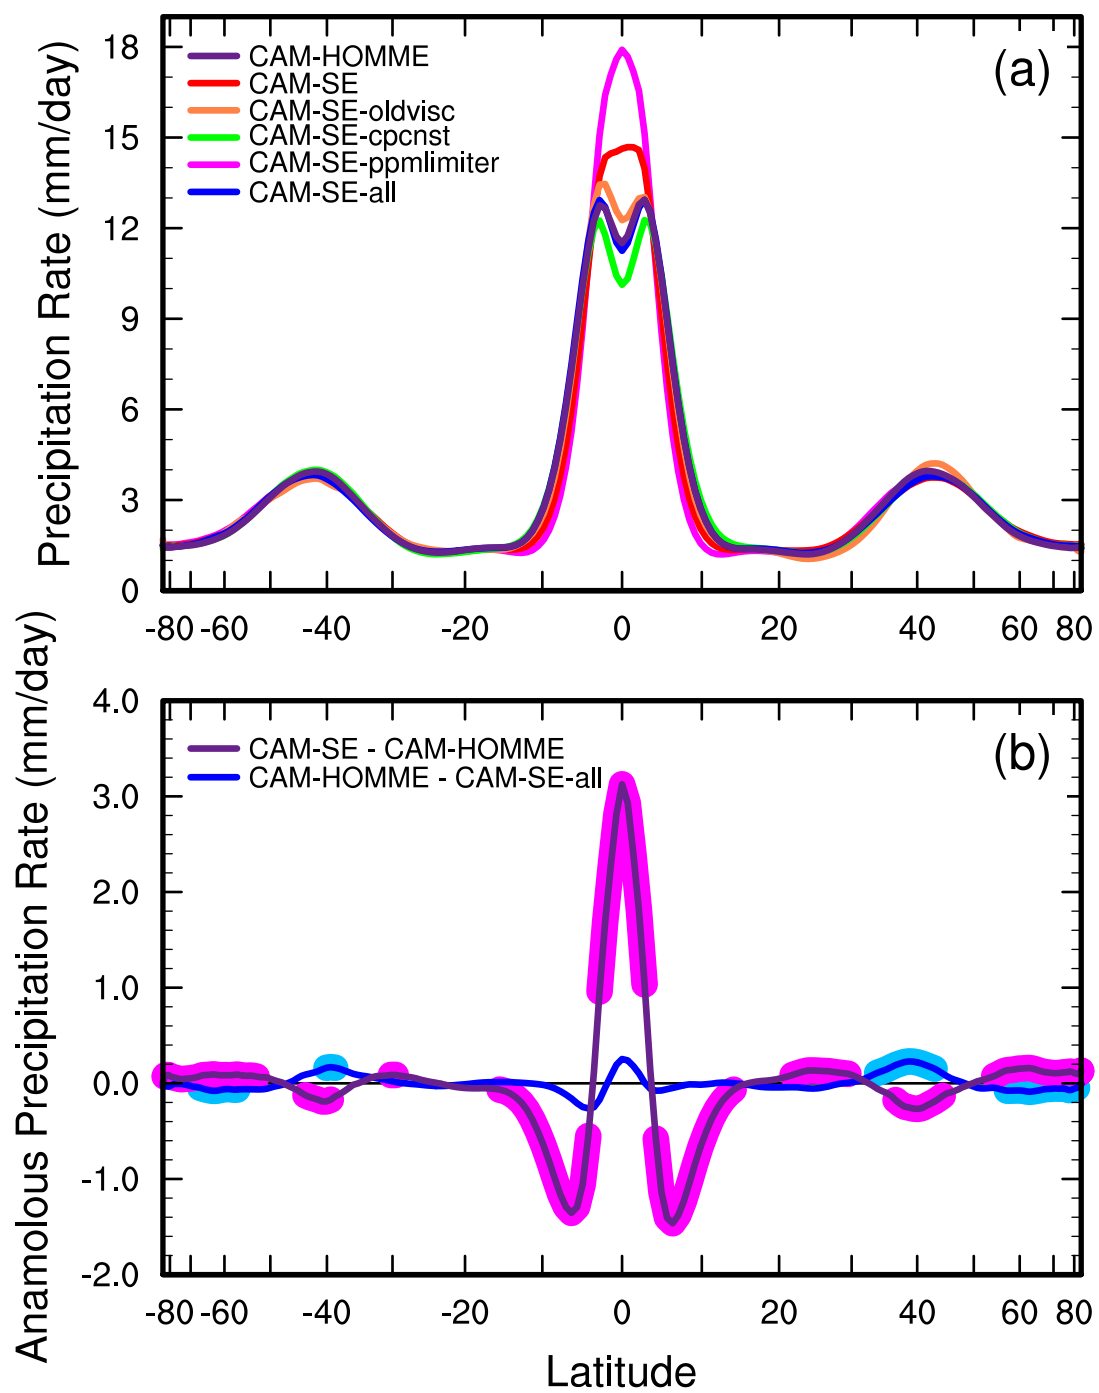 Precipitation Rate (mm/day)
18
15
12
9
6
3
0
CAM-HOMME
CAM-SE
CAM-SE-oldvisc
CAM-SE-cpcnst
CAM-SE-ppmlimiter
CAM-SE-all
(a)
-80 -60 -40 -20 0 20 40 60 80
Anamolous Precipitation Rate (mm/day)
4.0
3.0
2.0
1.0
0.0
-1.0
-2.0
CAM-SE - CAM-HOMME
CAM-HOMME - CAM-SE-all
(b)
-80 -60 -40 -20 0 20 40 60 80
Latitude